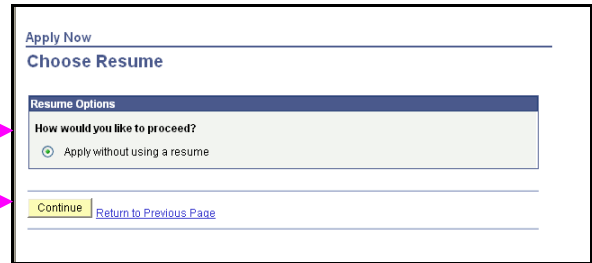 Apply Now
Choose Resume
Resume Options
How would you like to proceed?
Apply without using a resume
Continue Return to Previous Page